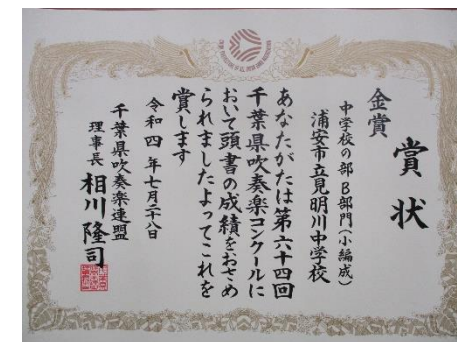 賞状
金賞
中学校の部 B部門(小編成)
浦安市立見明川中学校
あなたがたは第六十四回
千葉県吹奏楽コンクールに
おいて頭書の成績をおさめ
られましたよってこれを
賞します
令和四年七月二八日
千葉県吹奏楽連盟
理事長 相川隆司